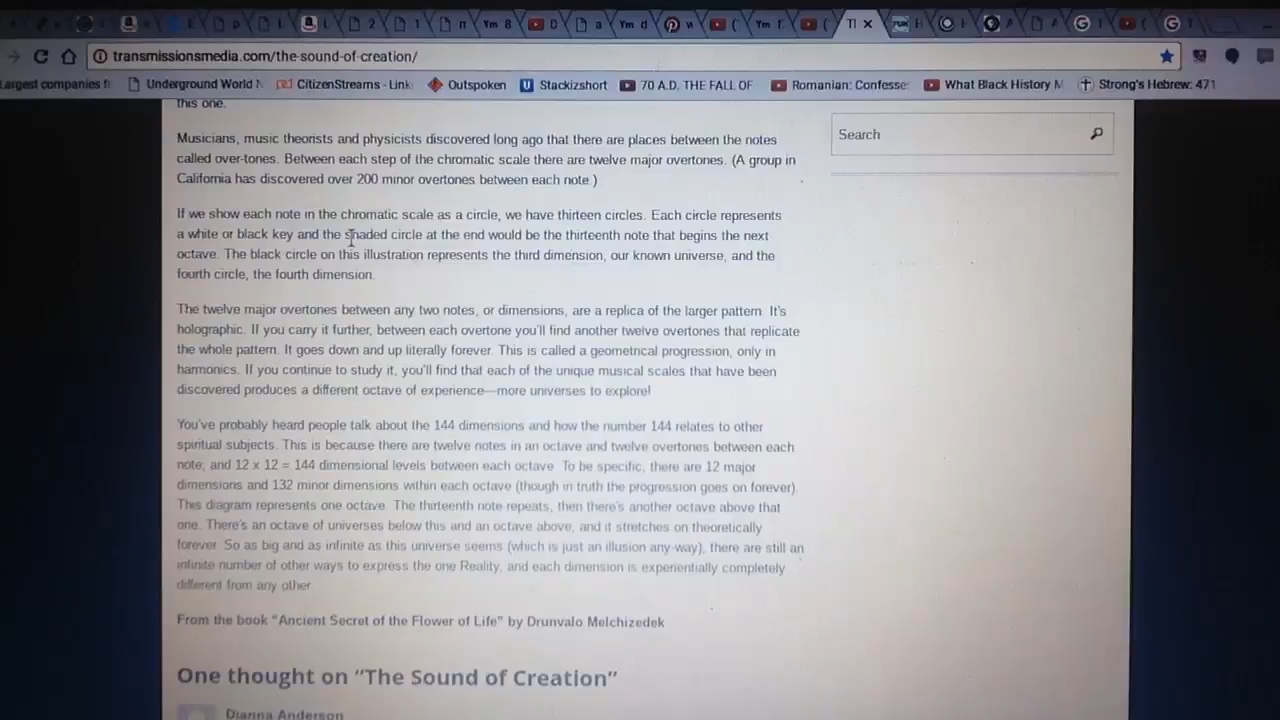 Ym 8
transmissionsmedia.com/the-sound-of-creation/
Largest companies
Underground World
CitizenStreams - Link
Outspoken
Stackizshort
70 A.D. THE FALL OF
Romanian: Confesse
What Black History M
Strong's Hebrew: 471
this one.
Musicians, music theorists and physicists discovered long ago that there are places between the notes
called over-tones. Between each step of the chromatic scale there are twelve major overtones. (A group in
California has discovered over 200 minor overtones between each note.)
If we show each note in the chromatic scale as a circle, we have thirteen circles. Each circle represents
a white or black key and the shaded circle at the end would be the thirteenth note that begins the next
octave. The black circle on this illustration represents the third dimension, our known universe, and the
fourth circle, the fourth dimension.
The twelve major overtones between any two notes, or dimensions, are a replica of the larger pattern. It's
holographic. If you carry it further, between each overtone you'll find another twelve overtones that replicate
the whole pattern. It goes down and up literally forever. This is called a geometrical progression, only in
harmonics. If you continue to study it, you'll find that each of the unique musical scales that have been
discovered produces a different octave of experience—more universes to explore!
You've probably heard people talk about the 144 dimensions and how the number 144 relates to other
spiritual subjects. This is because there are twelve notes in an octave and twelve overtones between each
note; and 12 x 12 = 144 dimensional levels between each octave. To be specific, there are 12 major
dimensions and 132 minor dimensions within each octave (though in truth the progression goes on forever).
This diagram represents one octave. The thirteenth note repeats, then there's another octave above that
one. There's an octave of universes below this and an octave above, and it stretches on theoretically
forever. So as big and as infinite as this universe seems (which is just an illusion any-way), there are still an
infinite number of other ways to express the one Reality, and each dimension is experientially completely
different from any other
From the book "Ancient Secret of the Flower of Life" by Drunvalo Melchizedek
Search
One thought on "The Sound of Creation"
Dianna Anderson